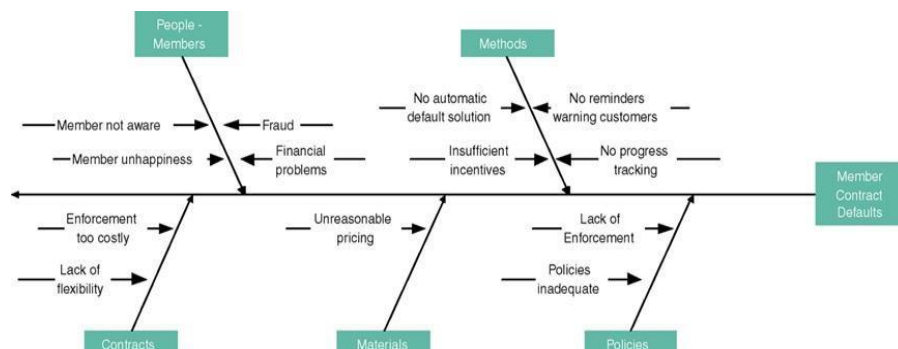 People -
Members
Methods
No automatic
default solution
No reminders
warning customers
Member not aware
Fraud
Member unhappiness
Financial
problems
Insufficient
incentives
No progress
tracking
Member
Contract
Defaults
Enforcement
too costly
Unreasonable
pricing
Lack of
Enforcement
Lack of
flexibility
Policies
inadequate
Contracts
Materials
Policies